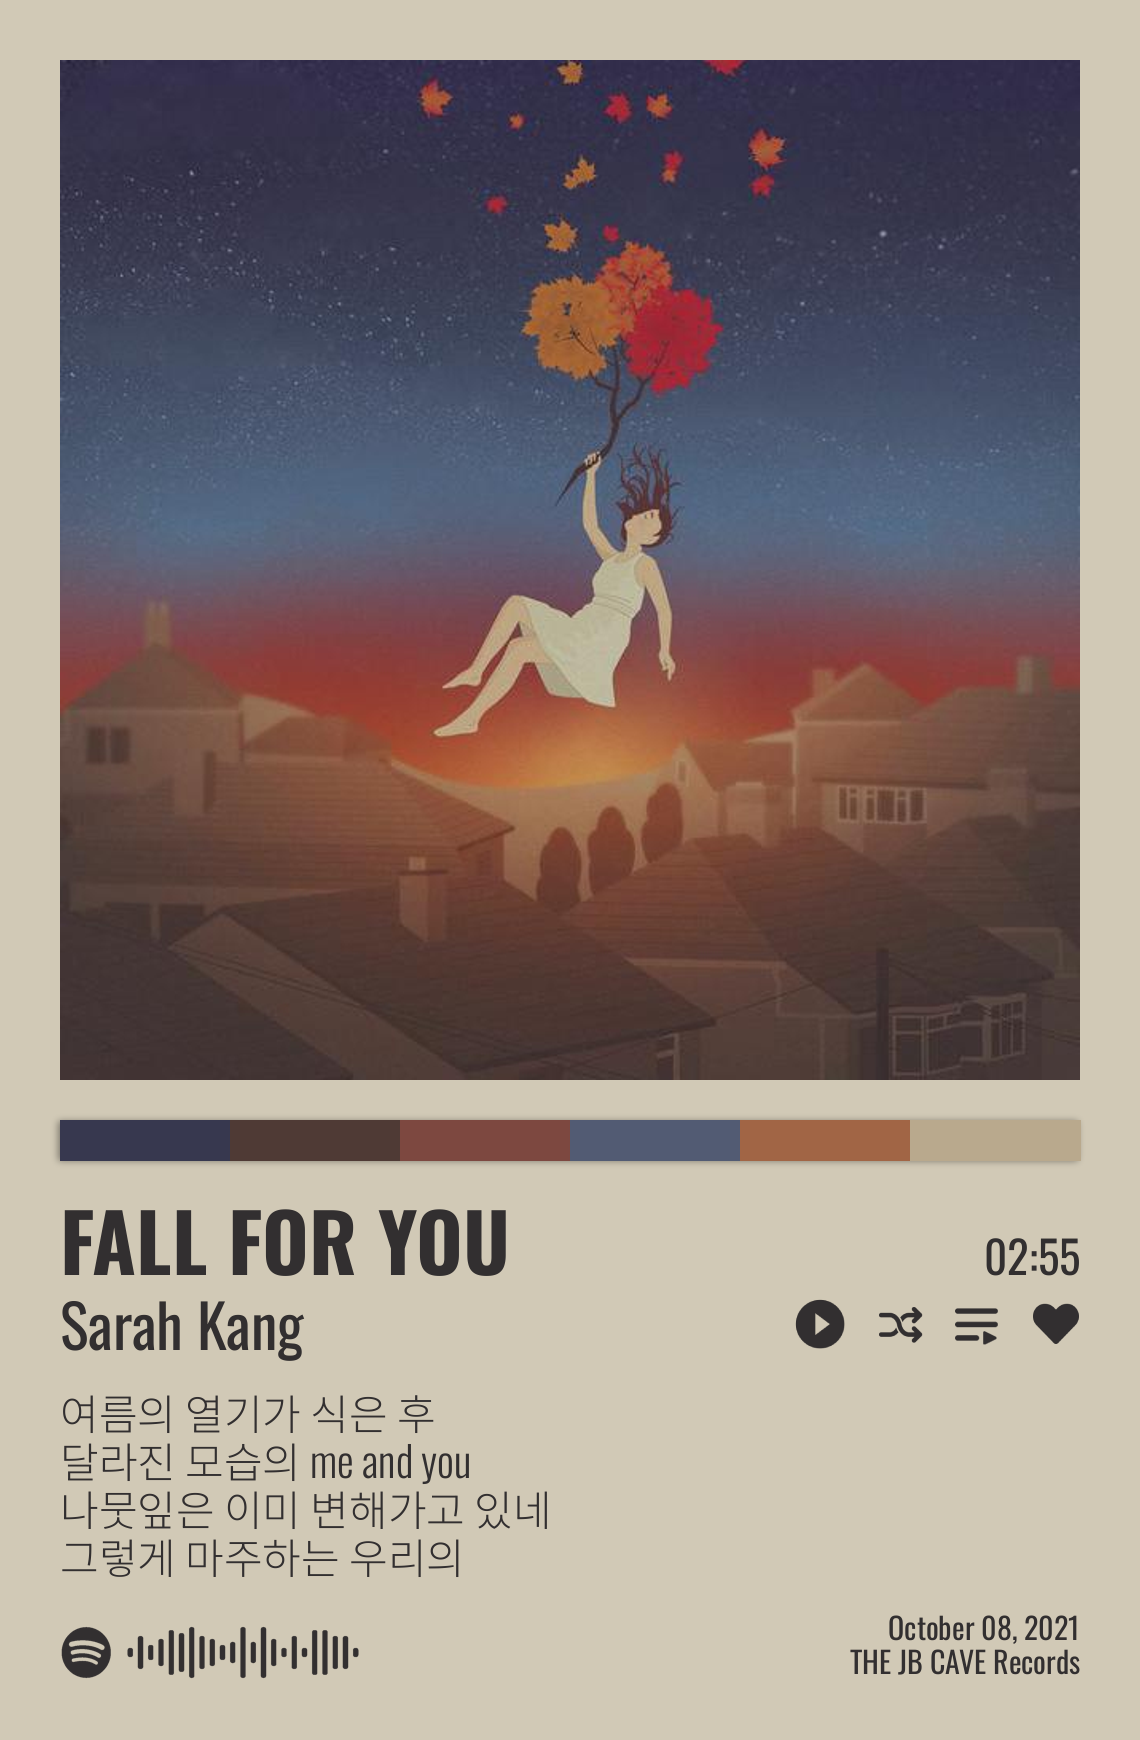 FALL FOR YOU
02:55
Sarah Kang
여름의 열기가 식은 후
달라진 모습의 me and you
나뭇잎은 이미 변해가고 있네
그렇게 마주하는 우리의
October 08, 2021
THE JB CAVE Records